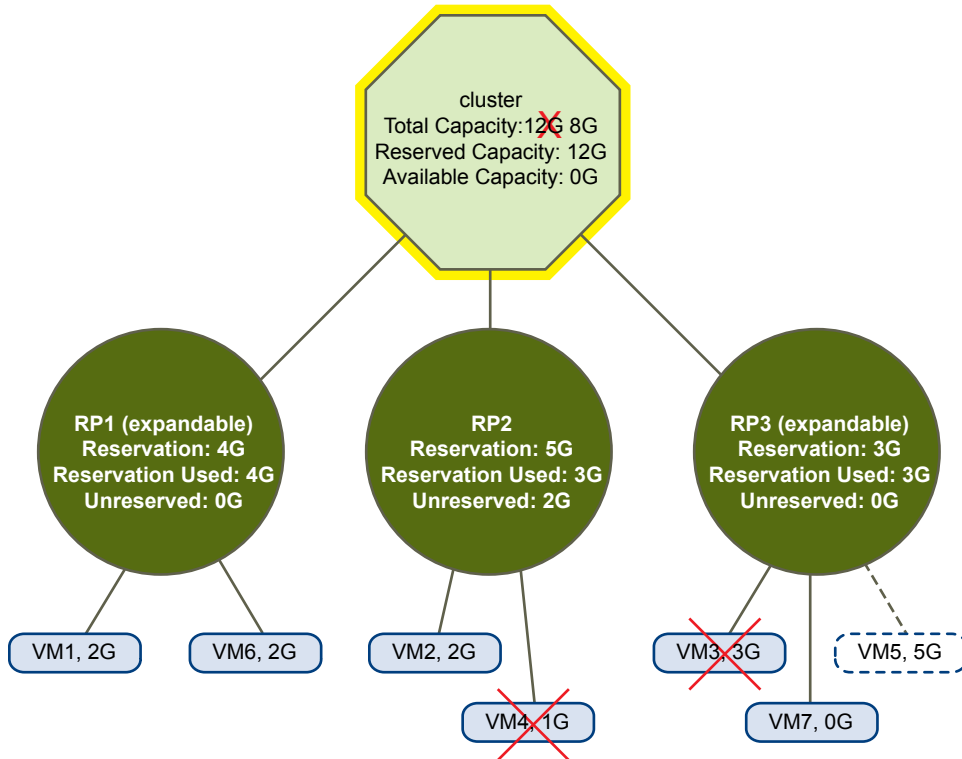 cluster
Total Capacity:12G 8G
Reserved Capacity: 12G
Available Capacity: 0G
RP1 (expandable)
Reservation: 4G
Reservation Used: 4G
Unreserved: 0G
RP2
Reservation: 5G
Reservation Used: 3G
Unreserved: 2G
RP3 (expandable)
Reservation: 3G
Reservation Used: 3G
Unreserved: 0G
VM1, 2G
VM6, 2G
VM2, 2G
VM3, 3G
VM5, 5G
VM4, 1G
VM7, 0G